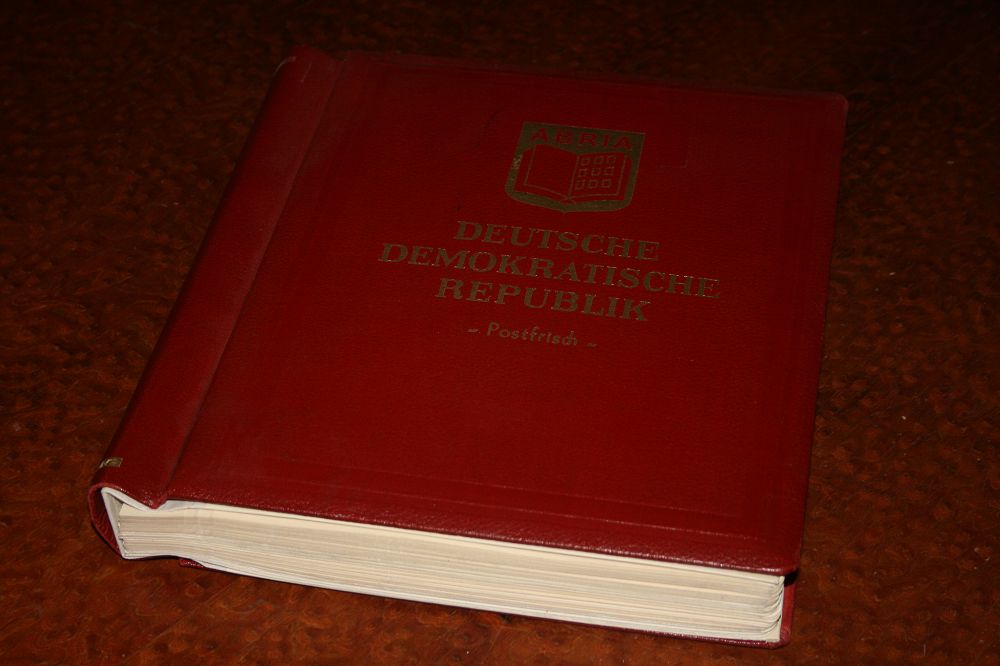 ABRIA
DEUTSCHE
DEMOKRATISCHE
REPUBLIK
- Postfrisch -